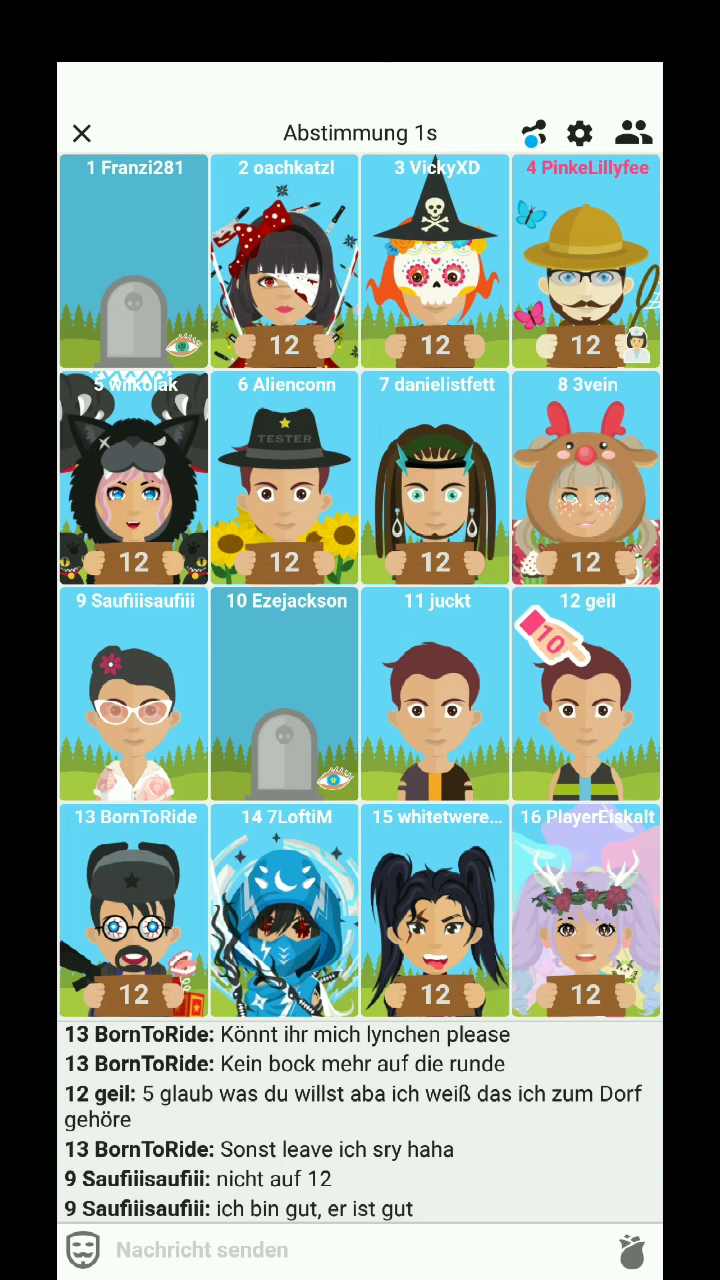 Abstimmung 1s
1 Franzi281
2 oachkatzl
3 VickyXD
4 PinkeLillyfee
12
12
12
5 wilkolak
6 Alienconn
7 danielistfett
8 3vein
TESTER
12
12
12
12
9 Saufiiisaufiii
10 Ezejackson
11 juckt
12 geil
10
13 BornToRide
14 7LoftiM
15 whitetwere...
16 PlayerEiskalt
12
12
12
13 BornToRide: Könnt ihr mich lynchen please
13 BornToRide: Kein bock mehr auf die runde
12 geil: 5 glaub was du willst aba ich weiß das ich zum Dorf
gehöre
13 BornToRide: Sonst leave ich sry haha
9 Saufiiisaufiii: nicht auf 12
9 Saufiiisaufiii: ich bin gut, er ist gut
Nachricht senden